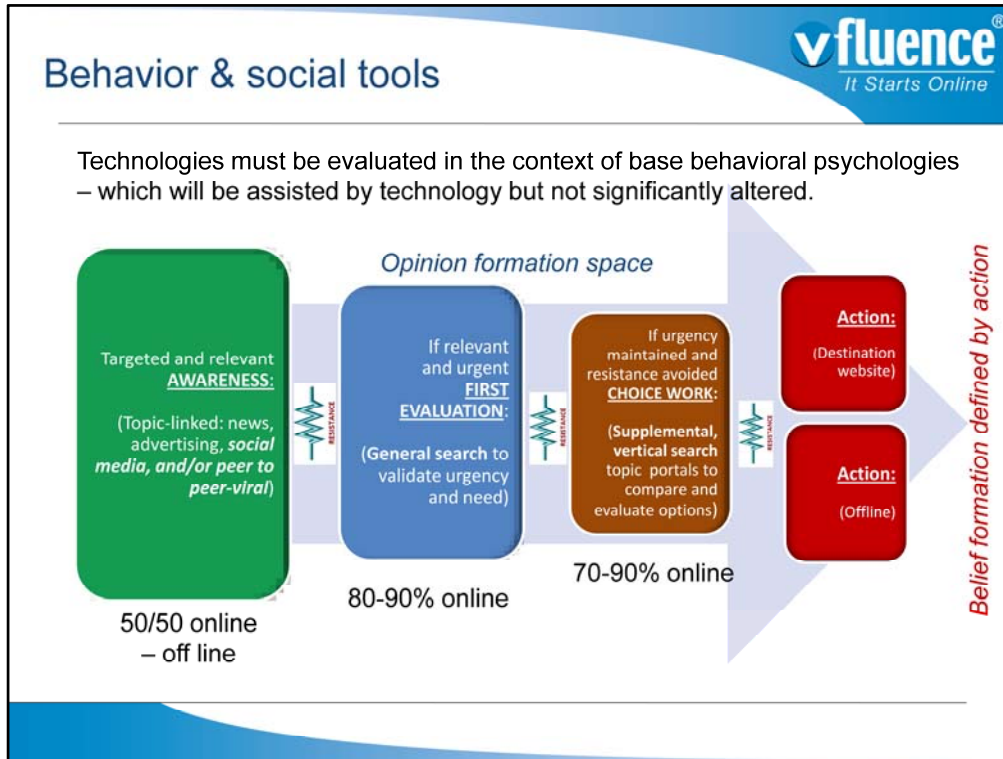 vfluence®
It Starts Online
Behavior & social tools
Technologies must be evaluated in the context of base behavioral psychologies
– which will be assisted by technology but not significantly altered.
Opinion formation space
Targeted and relevant
AWARENESS:
(Topic-linked: news,
advertising, social
media, and/or peer to
peer-viral)
50/50 online
– off line
RESISTANCE
If relevant
and urgent
FIRST
EVALUATION:
(General search to
validate urgency
and need)
80-90% online
RESISTANCE
If urgency
maintained and
resistance avoided
CHOICE WORK:
(Supplemental,
vertical search
topic portals to
compare and
evaluate options)
70-90% online
RESISTANCE
Action:
(Destination
website)
Action:
(Offline)
Belief formation defined by action